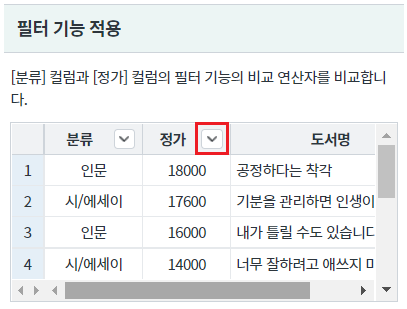 필터 기능 적용
[분류] 컬럼과 [정가] 컬럼의 필터 기능의 비교 연산자를 비교합니
다.
분류 정가 도서명
1 인문 18000 공정하다는 착각
2 시/에세이 17600 기분을 관리하면 인생이
3 인문 16000 내가 틀릴 수도 있습니다
4 시/에세이 14000 너무 잘하려고 애쓰지 마